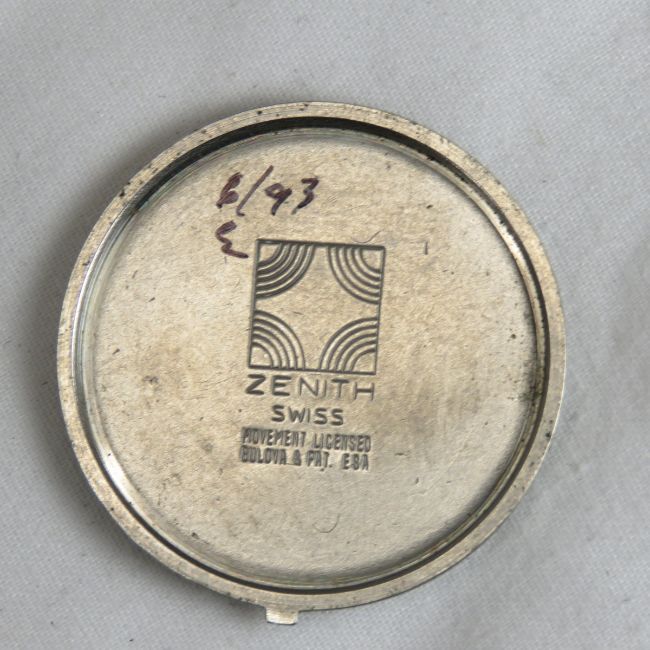 6/93
ε
ZENITH
SWISS
MOVEMENT LICENSED
BULOVA & PAT. ESA